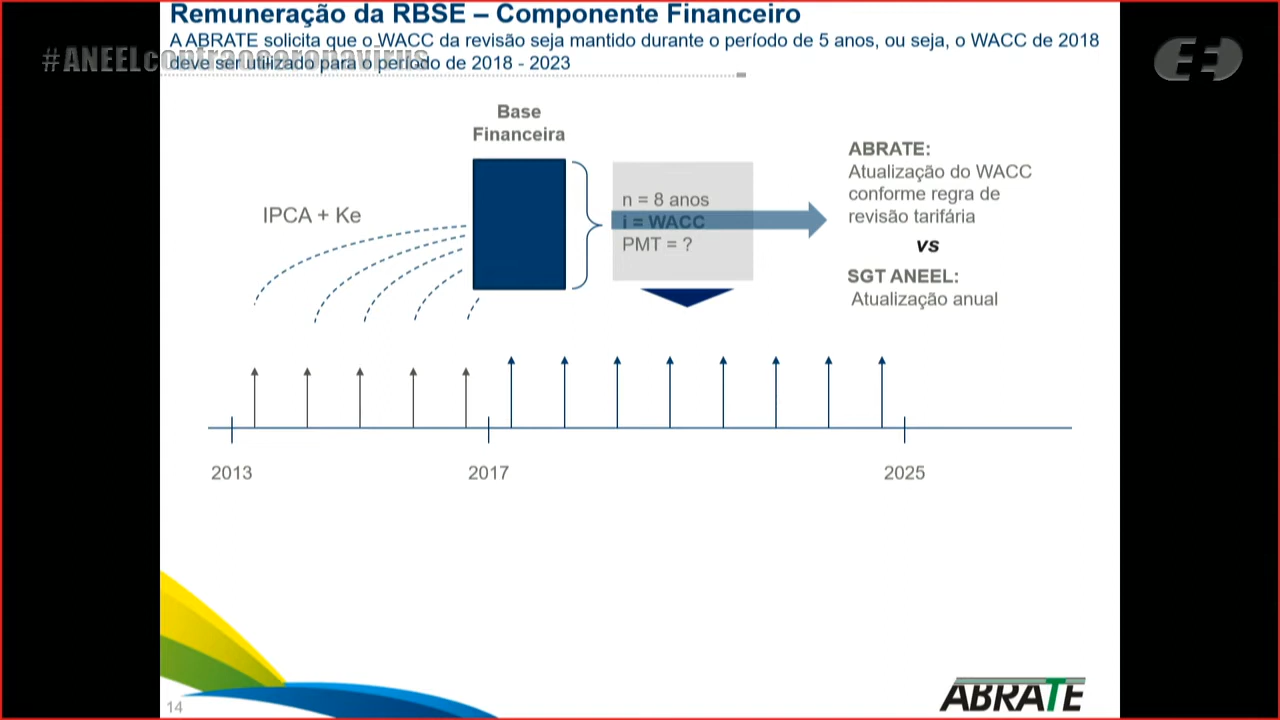 Remuneração da RBSE – Componente Financeiro
A ABRATE solicita que o WACC da revisão seja mantido durante o período de 5 anos, ou seja, o WACC de 2018
deve ser utilizado para o período de 2018 - 2023
#ANEELcontraocoronavirus
Base
Financeira
IPCA + Ke
n = 8 anos
i = WACC
PMT = ?
ABRATE:
Atualização do WACC
conforme regra de
revisão tarifária
vs
SGT ANEEL:
Atualização anual
2013
2017
2025
14
ABRATE